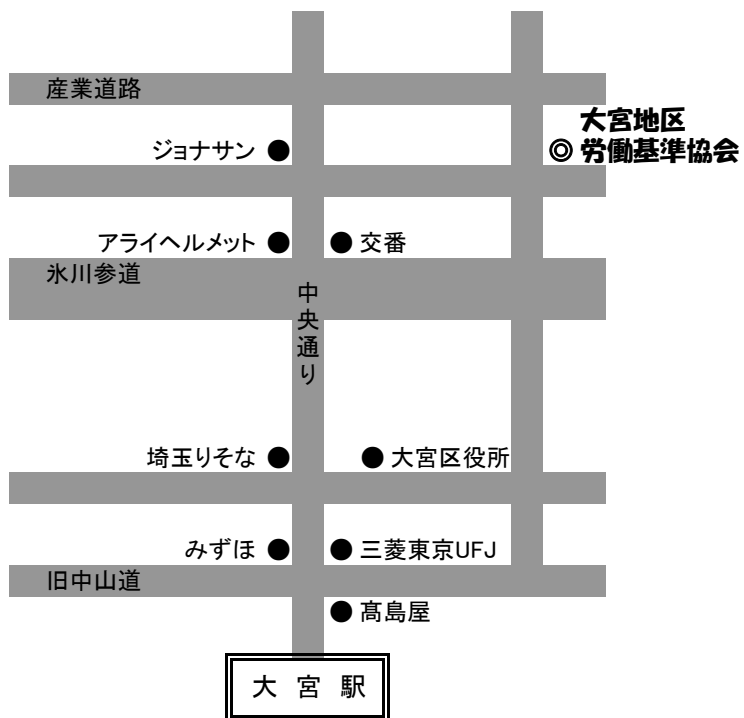 産業道路
大宮地区
◎ 労働基準協会
ジョナサン ●
アライヘルメット ●
● 交番
氷川参道
中央通り
埼玉りそな ●
● 大宮区役所
みずほ ●
● 三菱東京UFJ
旧中山道
● 髙島屋
大 宮 駅